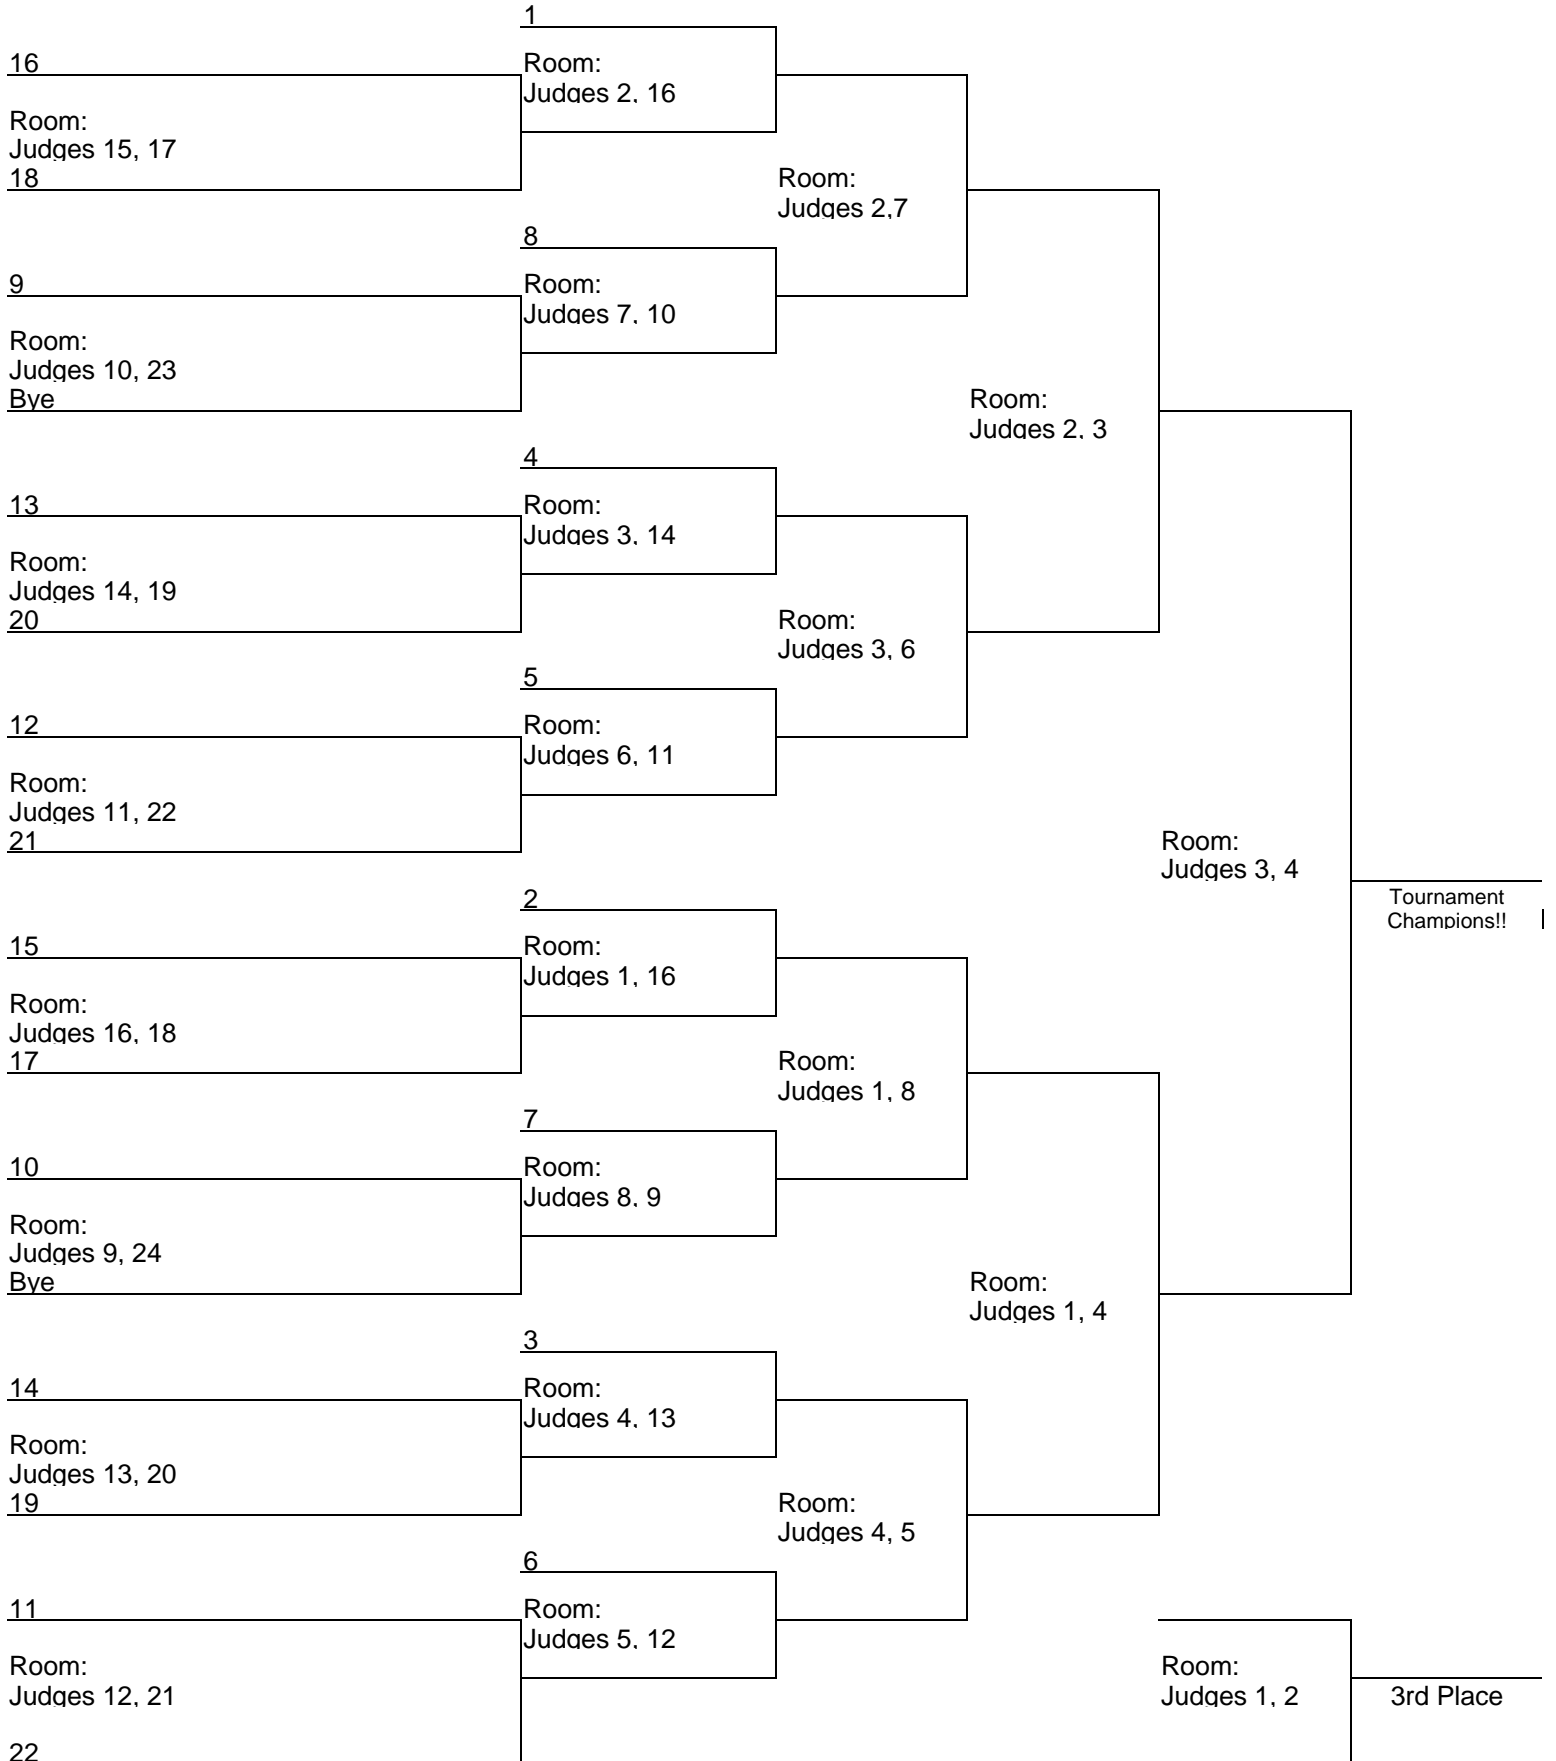 1
16
Room:
Judges 2, 16
Room:
Judges 15, 17
18
Room:
Judges 2,7
8
9
Room:
Judges 7, 10
Room:
Judges 10, 23
Bye
Room:
Judges 2, 3
4
13
Room:
Judges 3, 14
Room:
Judges 14, 19
20
Room:
Judges 3, 6
5
12
Room:
Judges 6, 11
Room:
Judges 11, 22
21
Room:
Judges 3, 4
Tournament
Champions!!
2
15
Room:
Judges 1, 16
Room:
Judges 16, 18
17
Room:
Judges 1, 8
7
10
Room:
Judges 8, 9
Room:
Judges 9, 24
Bye
Room:
Judges 1, 4
3
14
Room:
Judges 4, 13
Room:
Judges 13, 20
19
Room:
Judges 4, 5
6
11
Room:
Judges 5, 12
Room:
Judges 12, 21
Room:
Judges 1, 2
3rd Place
22